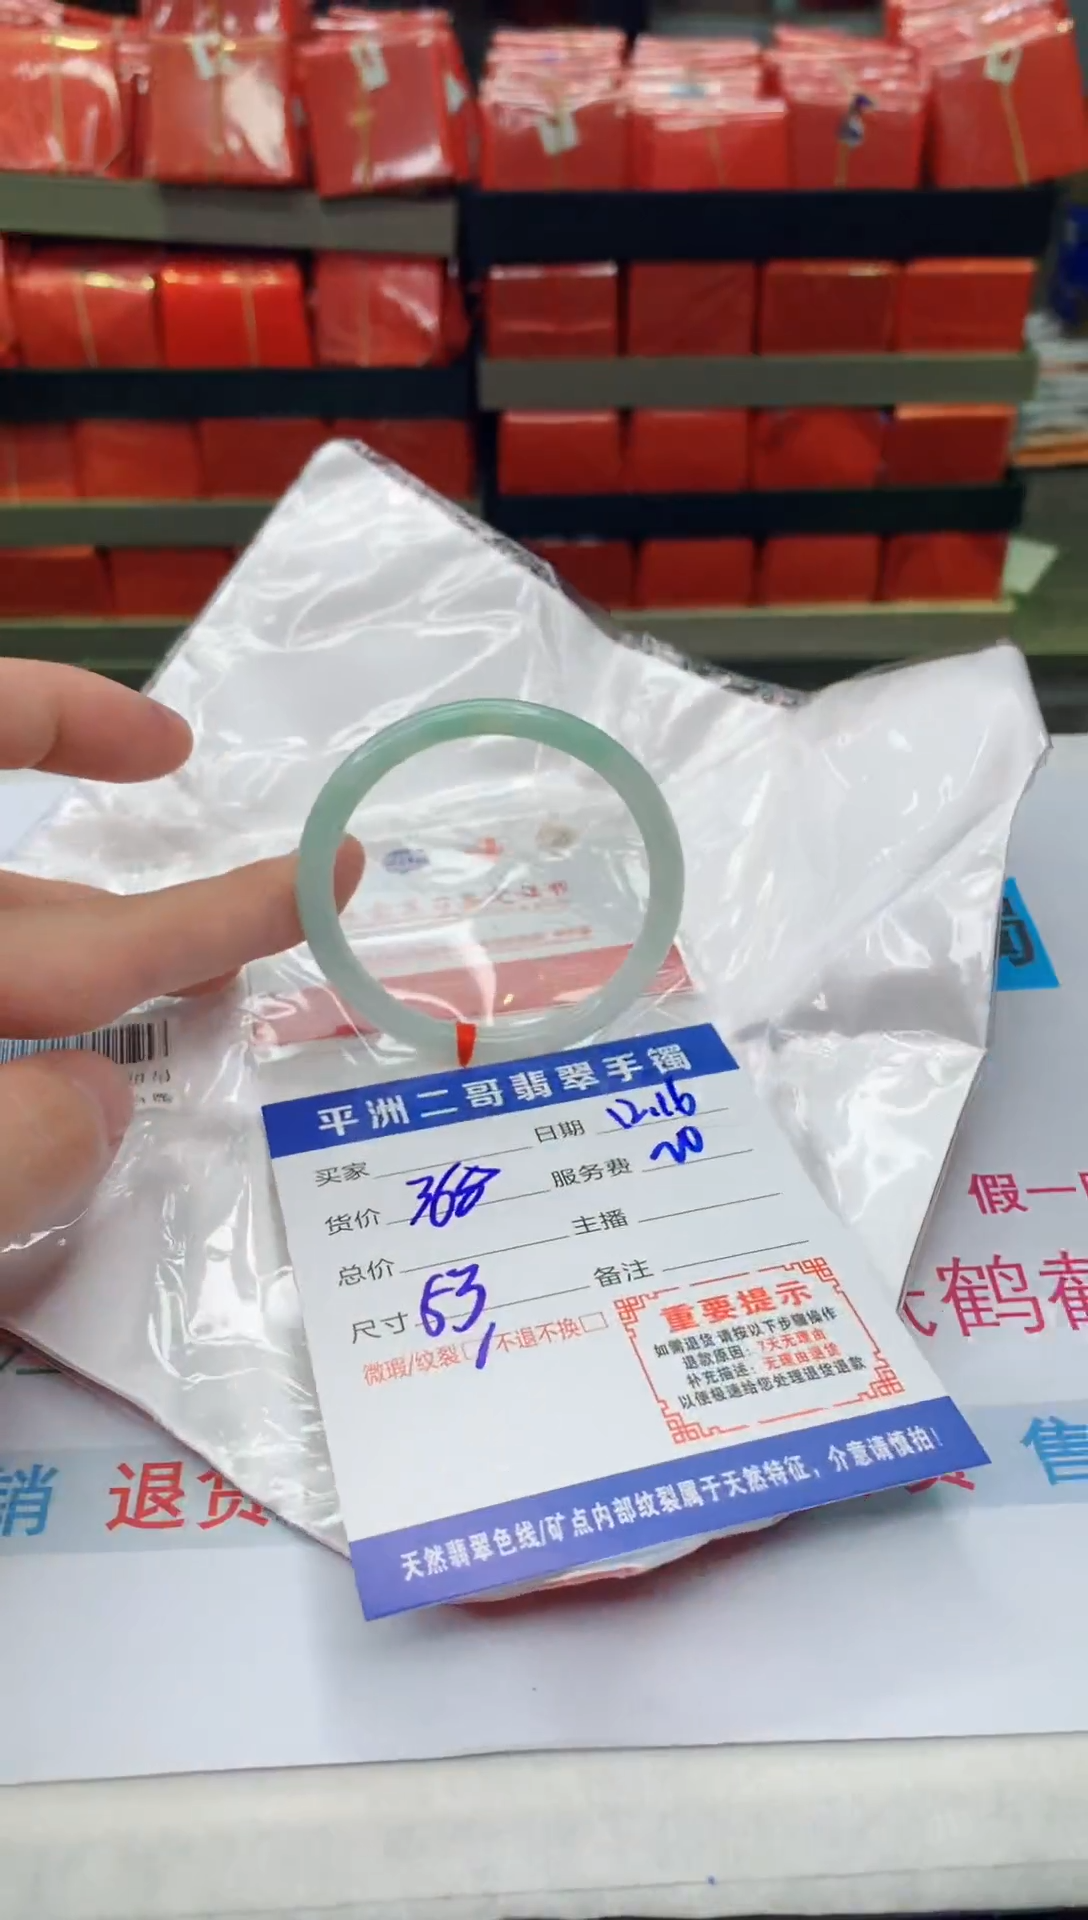 平洲二哥翡翠手镯
买家 日期 12.16
货价 368 服务费 20
总价 主播
尺寸 53 备注
微瑕/纹裂□ 不退不换□
重要提示
如需退货 请按以下步骤操作
退款原因：7天无理由
补充描述：无理由退货
以便极速给您处理退货退款
天然翡翠色线/矿点内部纹裂属于天然特征，介意请慎拍！
假一
鹤
销 退货
售